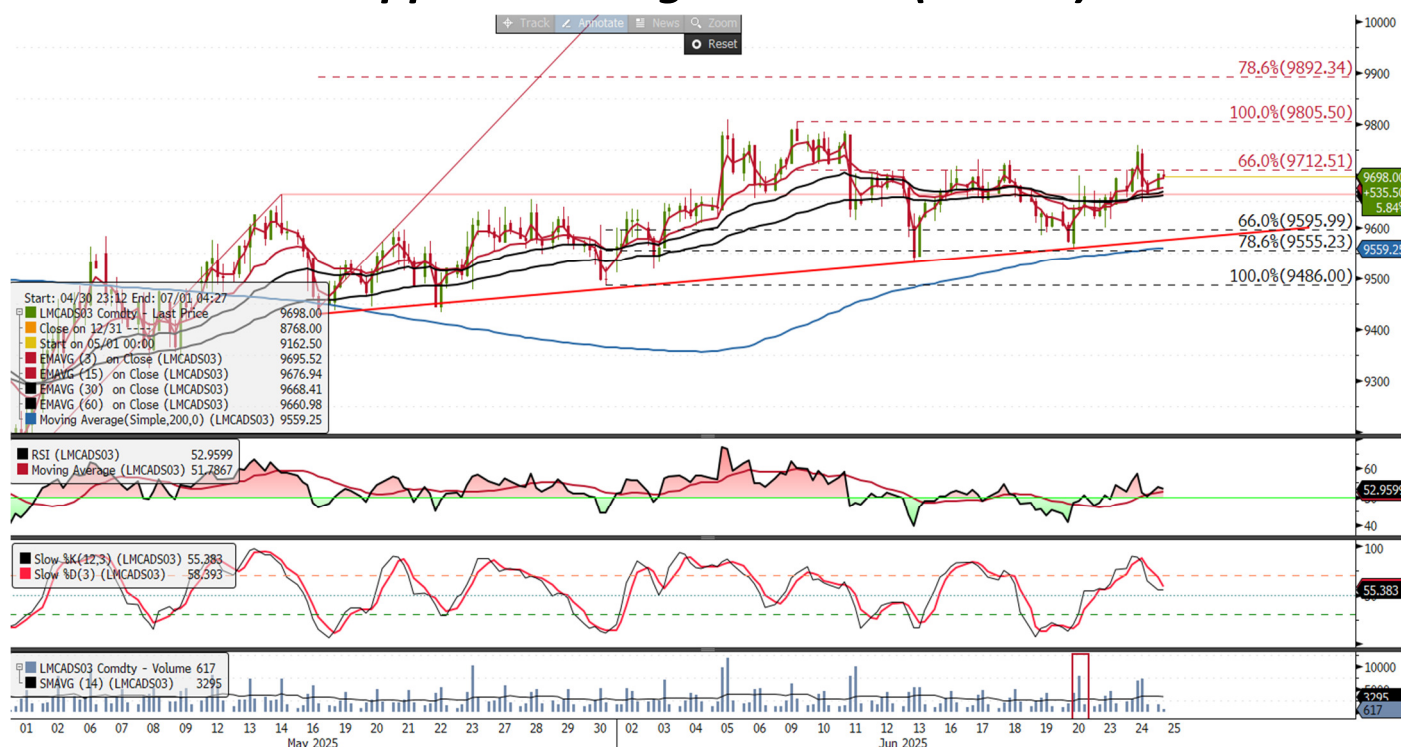 Track Annotate News Zoom
Reset
10000
78.6%(9892.34)
9900
100.0%(9805.50)
9800
66.0%(9712.51)
9698.00
+535.50
5.84%
66.0%(9595.99)
9600
78.6%(9555.23)
9559.25
100.0%(9486.00)
9500
9400
9300
Start: 04/30 23:12 End: 07/01 04:27
LMCADS03 Comdty - Last Price 9698.00
Close on 12/31 ---- 8768.00
Start on 05/01 00:00 9162.50
EMAVG (3) on Close (LMCADS03) 9695.52
EMAVG (15) on Close (LMCADS03) 9676.94
EMAVG (30) on Close (LMCADS03) 9668.41
EMAVG (60) on Close (LMCADS03) 9660.98
Moving Average(Simple,200,0) (LMCADS03) 9559.25
RSI (LMCADS03) 52.9599
Moving Average (LMCADS03) 51.7867
60
52.9599
40
Slow %K(12,3) (LMCADS03) 55.383
Slow %D(3) (LMCADS03) 58.393
100
55.383
LMCADS03 Comdty - Volume 617
SMAVG (14) (LMCADS03) 3295
10000
3295
617
01 02 06 07 08 09 12 13 14 16 19 20 21 22 23 27 28 29 30 02 03 04 05 06 09 10 11 12 13 16 17 18 19 20 23 24 25
May 2025 Jun 2025